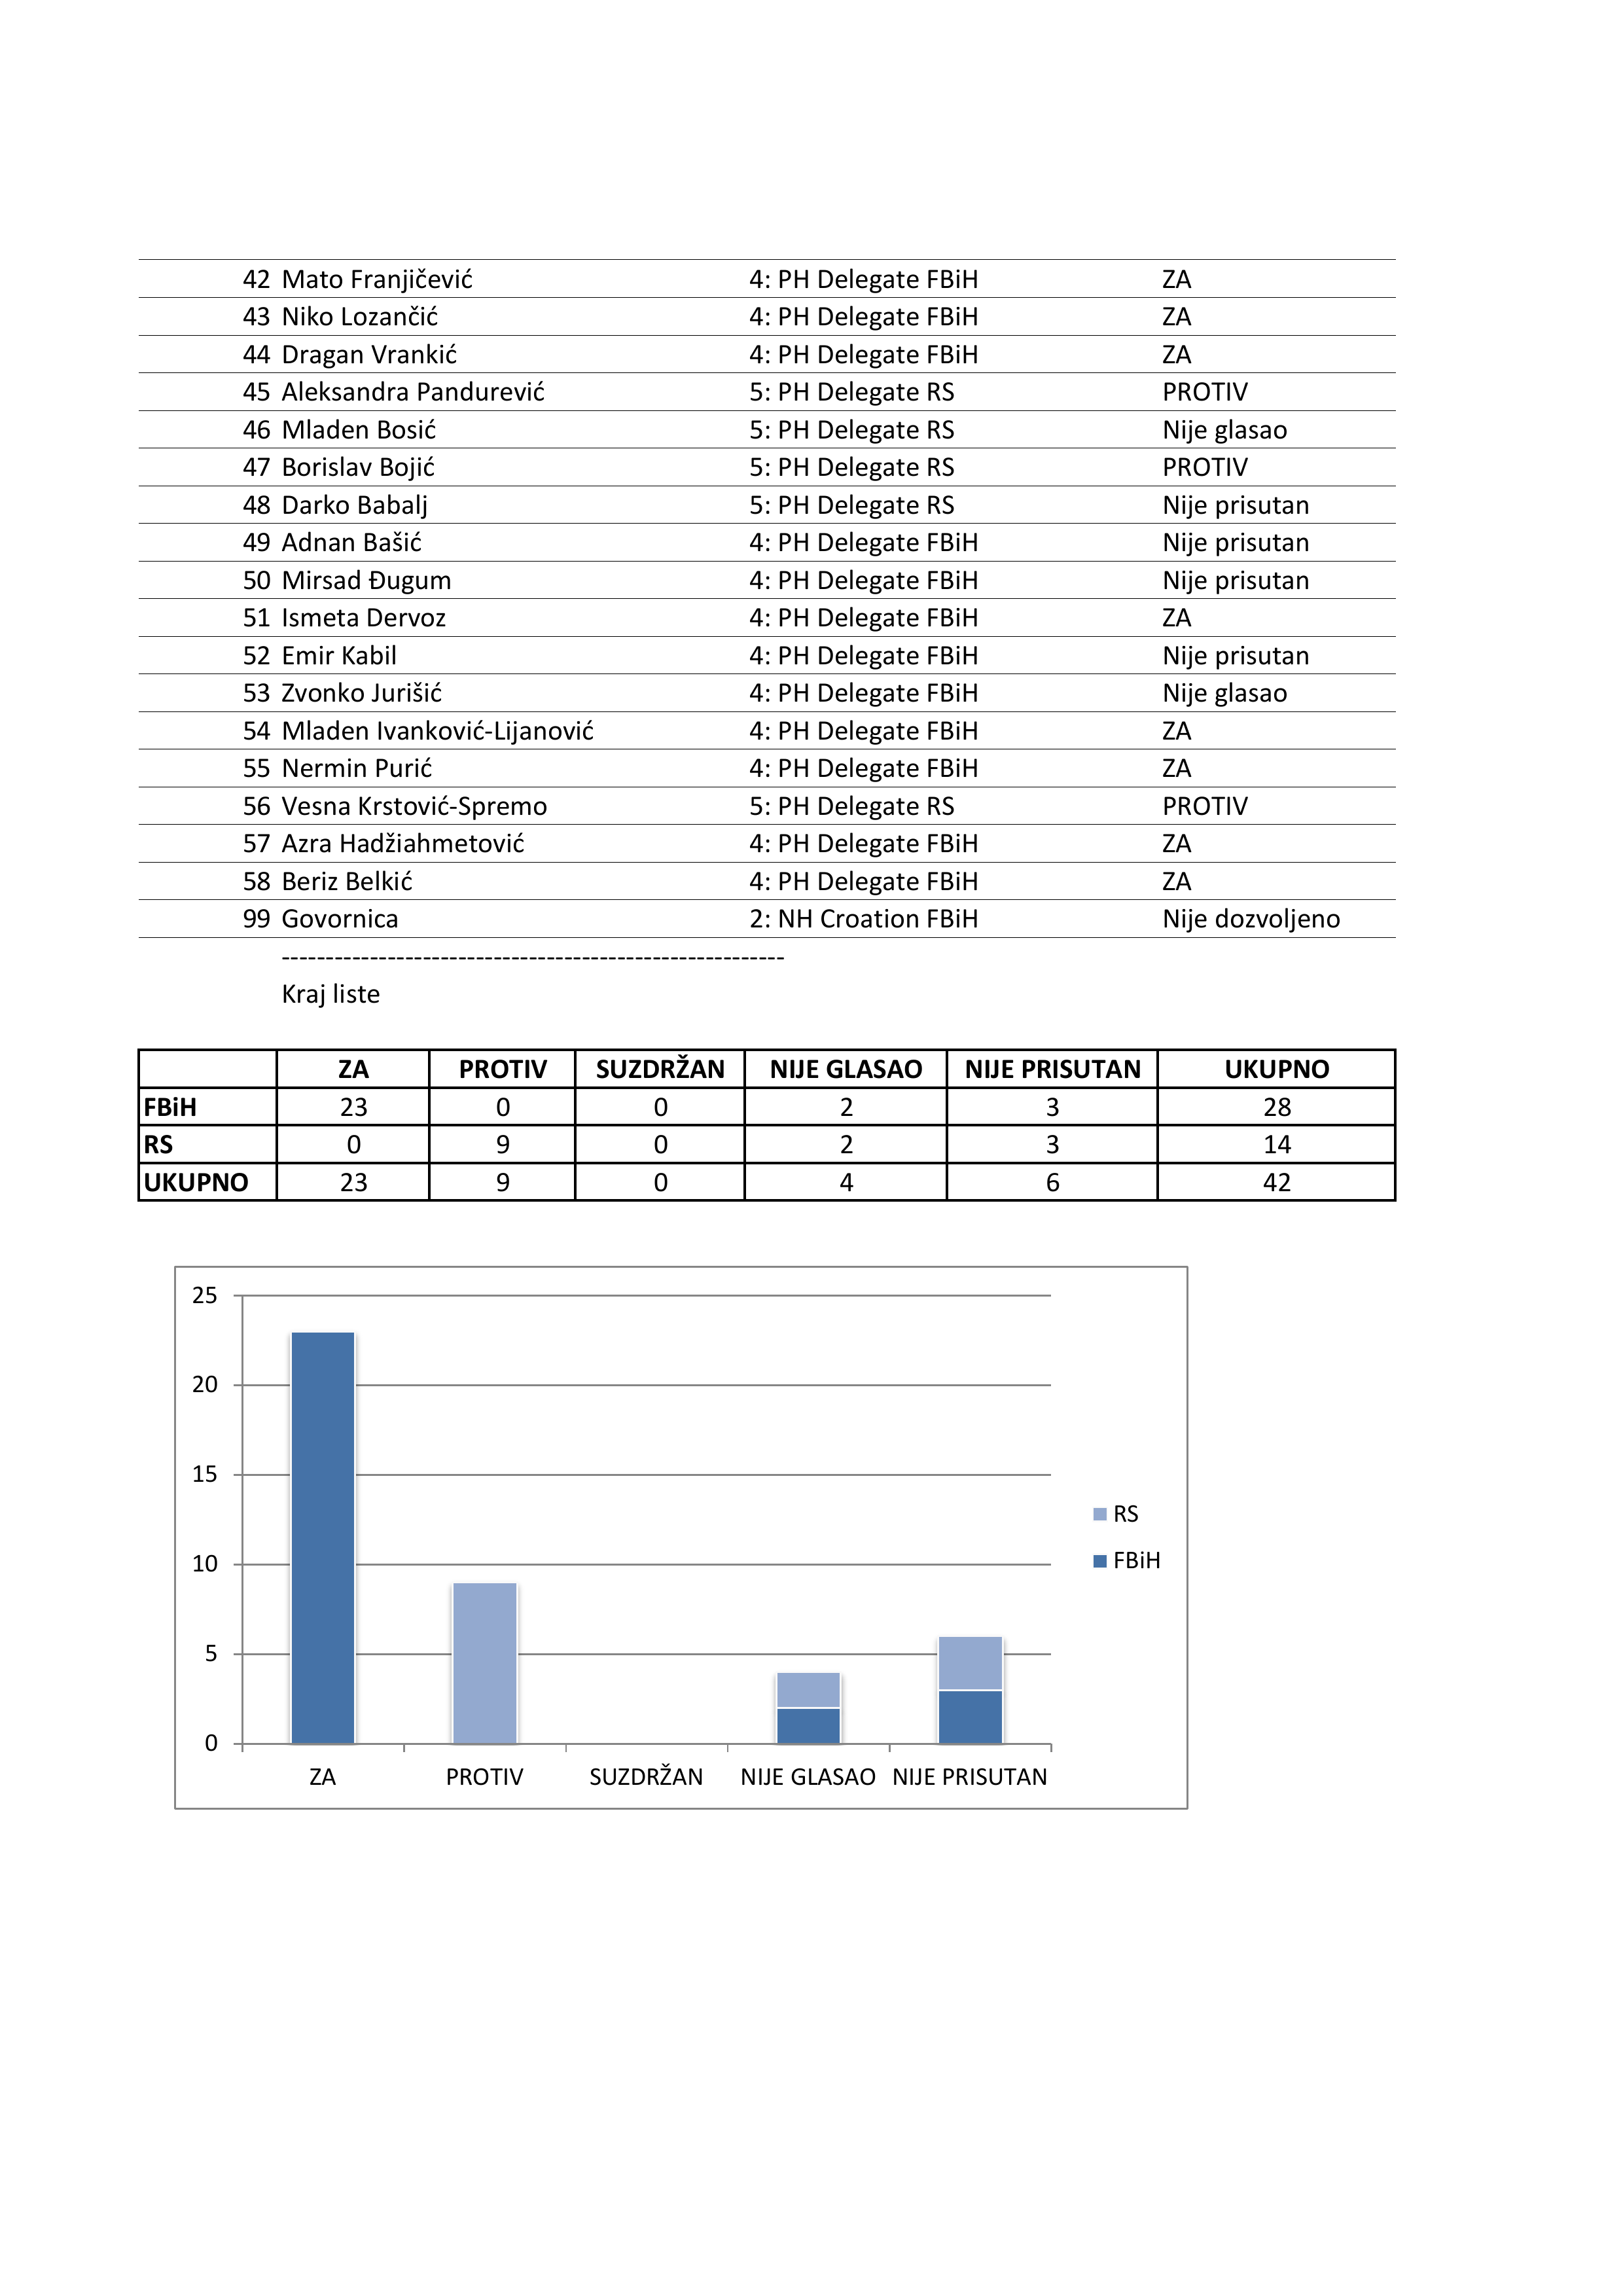 42 Mato Franjičević 4: PH Delegate FBiH ZA
43 Niko Lozančić 4: PH Delegate FBiH ZA
44 Dragan Vrankić 4: PH Delegate FBiH ZA
45 Aleksandra Pandurević 5: PH Delegate RS PROTIV
46 Mladen Bosić 5: PH Delegate RS Nije glasao
47 Borislav Bojić 5: PH Delegate RS PROTIV
48 Darko Babalj 5: PH Delegate RS Nije prisutan
49 Adnan Bašić 4: PH Delegate FBiH Nije prisutan
50 Mirsad Đugum 4: PH Delegate FBiH Nije prisutan
51 Ismeta Dervoz 4: PH Delegate FBiH ZA
52 Emir Kabil 4: PH Delegate FBiH Nije prisutan
53 Zvonko Jurišić 4: PH Delegate FBiH Nije glasao
54 Mladen Ivanković-Lijanović 4: PH Delegate FBiH ZA
55 Nermin Purić 4: PH Delegate FBiH ZA
56 Vesna Krstović-Spremo 5: PH Delegate RS PROTIV
57 Azra Hadžiahmetović 4: PH Delegate FBiH ZA
58 Beriz Belkić 4: PH Delegate FBiH ZA
99 Govornica 2: NH Croation FBiH Nije dozvoljeno
---------------------------------------------------------
Kraj liste
ZA PROTIV SUZDRŽAN NIJE GLASAO NIJE PRISUTAN UKUPNO
FBiH 23 0 0 2 3 28
RS 0 9 0 2 3 14
UKUPNO 23 9 0 4 6 42
25
20
15
10
5
0
ZA PROTIV SUZDRŽAN NIJE GLASAO NIJE PRISUTAN
RS
FBiH